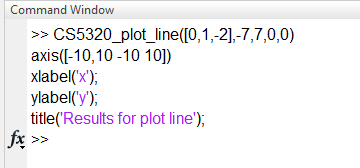 Command Window
>> CS5320_plot_line([0,1,-2],-7,7,0,0)
axis([-10,10 -10 10])
xlabel('x');
ylabel('y');
title('Results for plot line');
fx >>